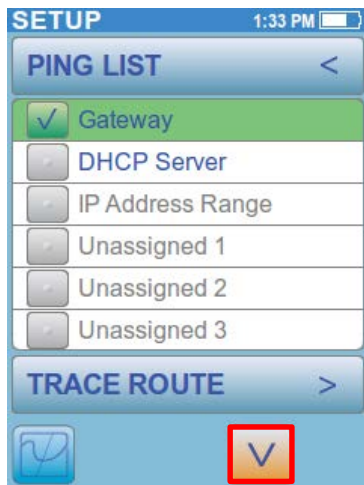 SETUP 1:33 PM
PING LIST <
Gateway
DHCP Server
IP Address Range
Unassigned 1
Unassigned 2
Unassigned 3
TRACE ROUTE >